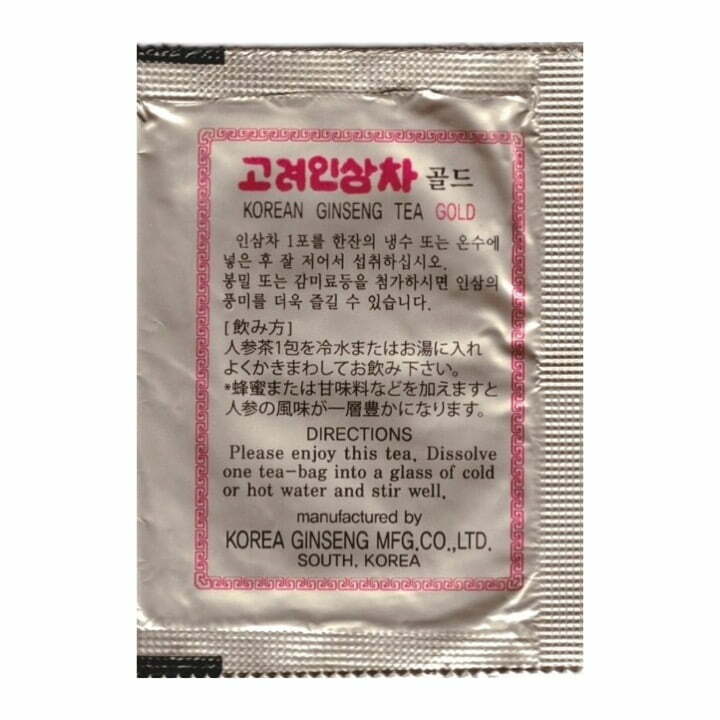 고려인삼차 골드
KOREAN GINSENG TEA GOLD
인삼차 1포를 한잔의 냉수 또는 온수에
넣은 후 잘 저어서 섭취하십시오.
봉밀 또는 감미료등을 첨가하시면 인삼의
풍미를 더욱 즐길 수 있습니다.
[飲み方]
人参茶1包を冷水またはお湯に入れ
よくかきまわしてお飲み下さい。
*蜂蜜または甘味料などを加えますと
人参の風味が一層豊かになります。
DIRECTIONS
Please enjoy this tea. Dissolve
one tea-bag into a glass of cold
or hot water and stir well.
manufactured by
KOREA GINSENG MFG.CO.,LTD.
SOUTH, KOREA